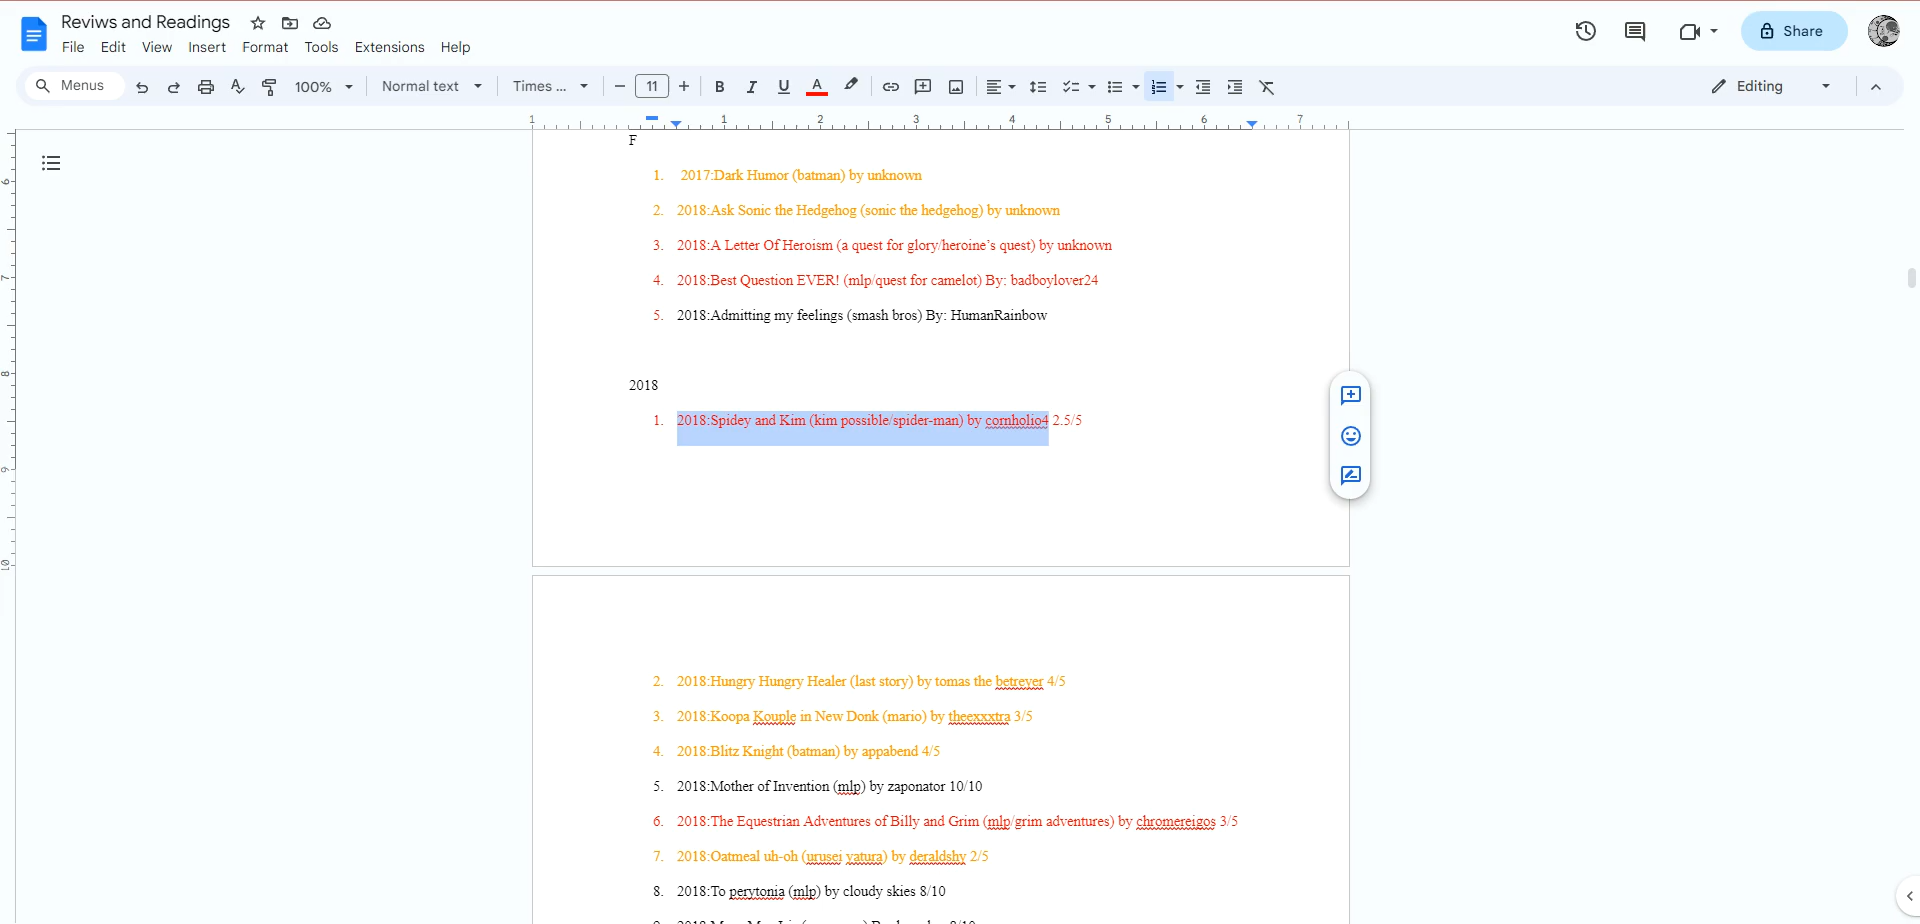 Reviws and Readings
File Edit View Insert Format Tools Extensions Help
Share
Menus 100% Normal text Times ... 11 B I U A Editing
1 1 2 3 4 5 6 7
F
1. 2017:Dark Humor (batman) by unknown
2. 2018:Ask Sonic the Hedgehog (sonic the hedgehog) by unknown
3. 2018:A Letter Of Heroism (a quest for glory/heroine’s quest) by unknown
4. 2018:Best Question EVER! (mlp/quest for camelot) By: badboylover24
5. 2018:Admitting my feelings (smash bros) By: HumanRainbow
2018
1. 2018:Spidey and Kim (kim possible/spider-man) by cornholio4 2.5/5
2. 2018:Hungry Hungry Healer (last story) by tomas the betreyer 4/5
3. 2018:Koopa Kouple in New Donk (mario) by theexxxtra 3/5
4. 2018:Blitz Knight (batman) by appabend 4/5
5. 2018:Mother of Invention (mlp) by zaponator 10/10
6. 2018:The Equestrian Adventures of Billy and Grim (mlp/grim adventures) by chromereigos 3/5
7. 2018:Oatmeal uh-oh (urusei yatura) by deraldshy 2/5
8. 2018:To perytonia (mlp) by cloudy skies 8/10